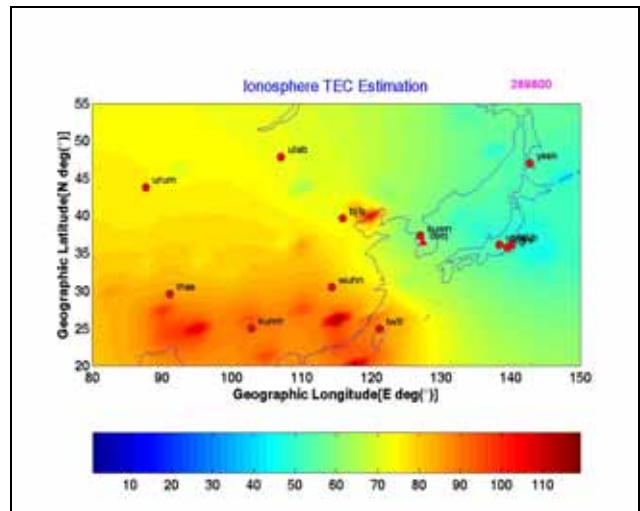 Ionosphere TEC Estimation
289800
55
50
45
40
35
30
25
20
Geographic Latitude[N deg(°)]
ulab
yssk
urum
bjfs
suwn
daej
lhas
wuhn
kunm
twtf
80 90 100 110 120 130 140 150
Geographic Longitude[E deg(°)]
10 20 30 40 50 60 70 80 90 100 110